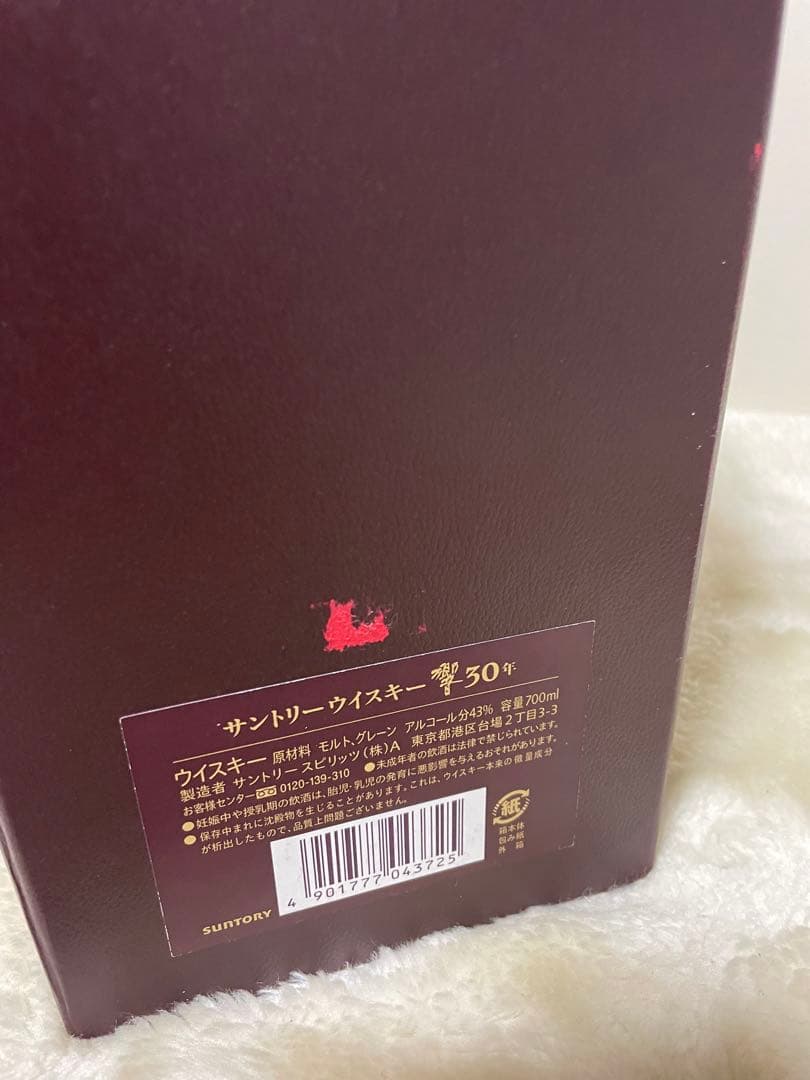 サントリーウイスキー 響 30年
ウイスキー 原材料 モルト、グレーン アルコール分43% 容量700ml
製造者 サントリースピリッツ(株)A 東京都港区台場2丁目3-3
お客様センター 0120-139-310 ●未成年者の飲酒は法律で禁じられています。
●妊娠中や授乳期の飲酒は、胎児・乳児の発育に悪影響を与えるおそれがあります。
●保存中まれに沈殿物を生じることがあります。これは、ウイスキー本来の微量成分
が析出したもので、品質上問題ございません。
紙
箱本体
包み紙
外箱
4 901777 043725
SUNTORY